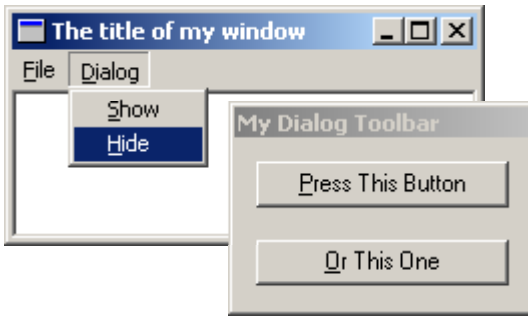 The title of my window
File Dialog
Show
Hide
My Dialog Toolbar
Press This Button
Or This One